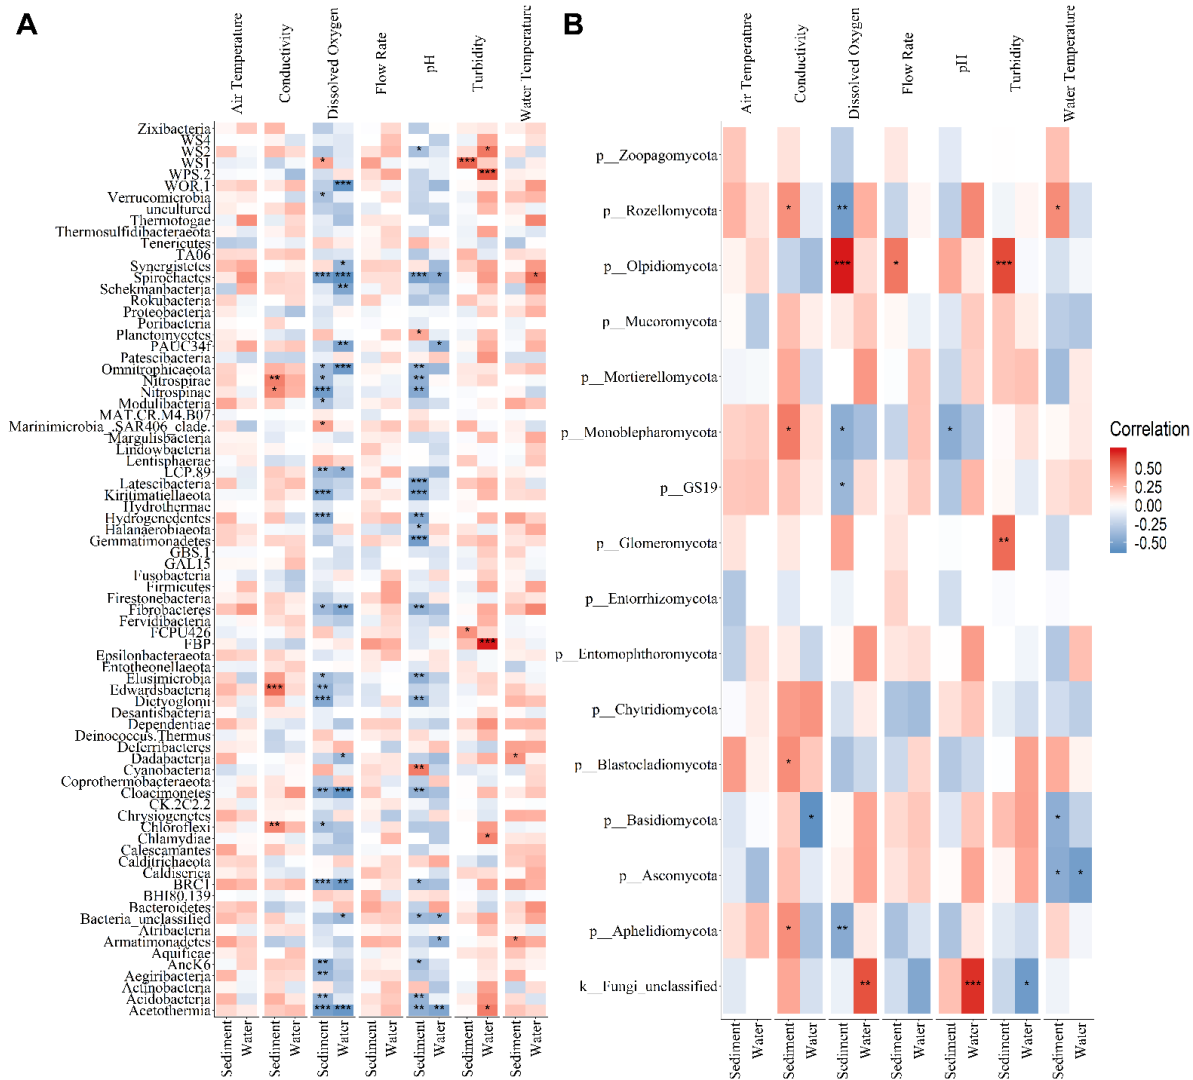 A
B
Air Temperature
Conductivity
Dissolved Oxygen
Flow Rate
pH
Turbidity
Water Temperature
Zixibacteria
WS4
WS2
WS1
WPS.2
WOR.1
Verrucomicrobia
uncultured
Thermotogae
Thermosulfidibacteraeota
Tenericutes
TA06
Synergistetes
Spirochaetes
Schekmanbacteria
Rokubacteria
Proteobacteria
Poribacteria
Planctomycetes
PAUC34f
Patescibacteria
Omnitrophicaeota
Nitrospirae
Nitrospinae
Modulibacteria
MAT.CR.M4.B07
Marinimicrobia_.SAR406_clade.
Margulisbacteria
Lindowbacteria
Lentisphaerae
LCP.89
Latescibacteria
Kiritimatiellaeota
Hydrothermae
Hydrogenedentes
Halanaerobiaeota
Gemmatimonadetes
GBS.1
GAL15
Fusobacteria
Firmicutes
Firestonebacteria
Fibrobacteres
Fervidibacteria
FCPU426
FBP
Epsilonbacteraeota
Entotheonellaeota
Elusimicrobia
Edwardsbacteria
Dictyoglomi
Desantisbacteria
Dependentiae
Deinococcus.Thermus
Deferribacteres
Dadabacteria
Cyanobacteria
Coprothermobacteraeota
Cloacimonetes
CK.2C2.2
Chrysiogenetes
Chloroflexi
Chlamydiae
Calescamantes
Calditrichaeota
Caldiserica
BRC1
BHI80.139
Bacteroidetes
Bacteria_unclassified
Atribacteria
Armatimonadetes
Aquificae
AncK6
Aegiribacteria
Actinobacteria
Acidobacteria
Acetothermia
Sediment
Water
Sediment
Water
Sediment
Water
Sediment
Water
Sediment
Water
Sediment
Water
Sediment
Water
Air Temperature
Conductivity
Dissolved Oxygen
Flow Rate
pH
Turbidity
Water Temperature
p__Zoopagomycota
p__Rozellomycota
p__Olpidiomycota
p__Mucoromycota
p__Mortierellomycota
p__Monoblepharomycota
p__GS19
p__Glomeromycota
p__Entorrhizomycota
p__Entomophthoromycota
p__Chytridiomycota
p__Blastocladiomycota
p__Basidiomycota
p__Ascomycota
p__Aphelidiomycota
k__Fungi_unclassified
Sediment
Water
Sediment
Water
Sediment
Water
Sediment
Water
Sediment
Water
Sediment
Water
Sediment
Water
Correlation
0.50
0.25
0.00
-0.25
-0.50